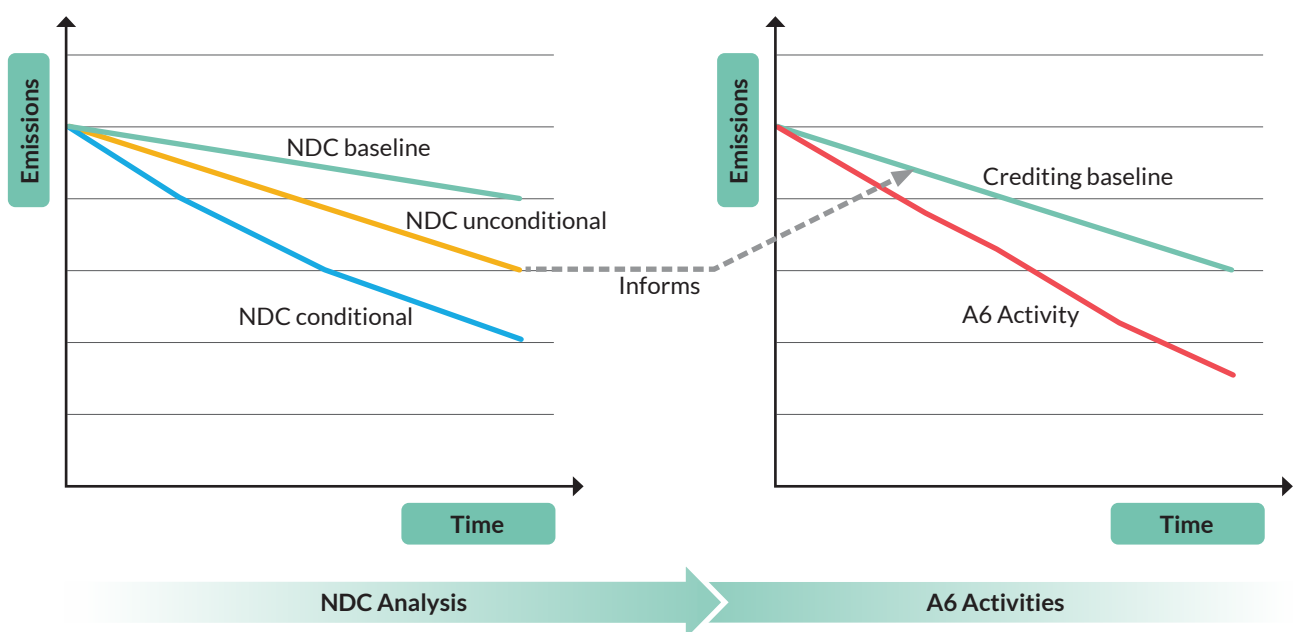 Emissions
NDC baseline
NDC unconditional
NDC conditional
Time
Informs
Emissions
Crediting baseline
A6 Activity
Time
NDC Analysis
A6 Activities